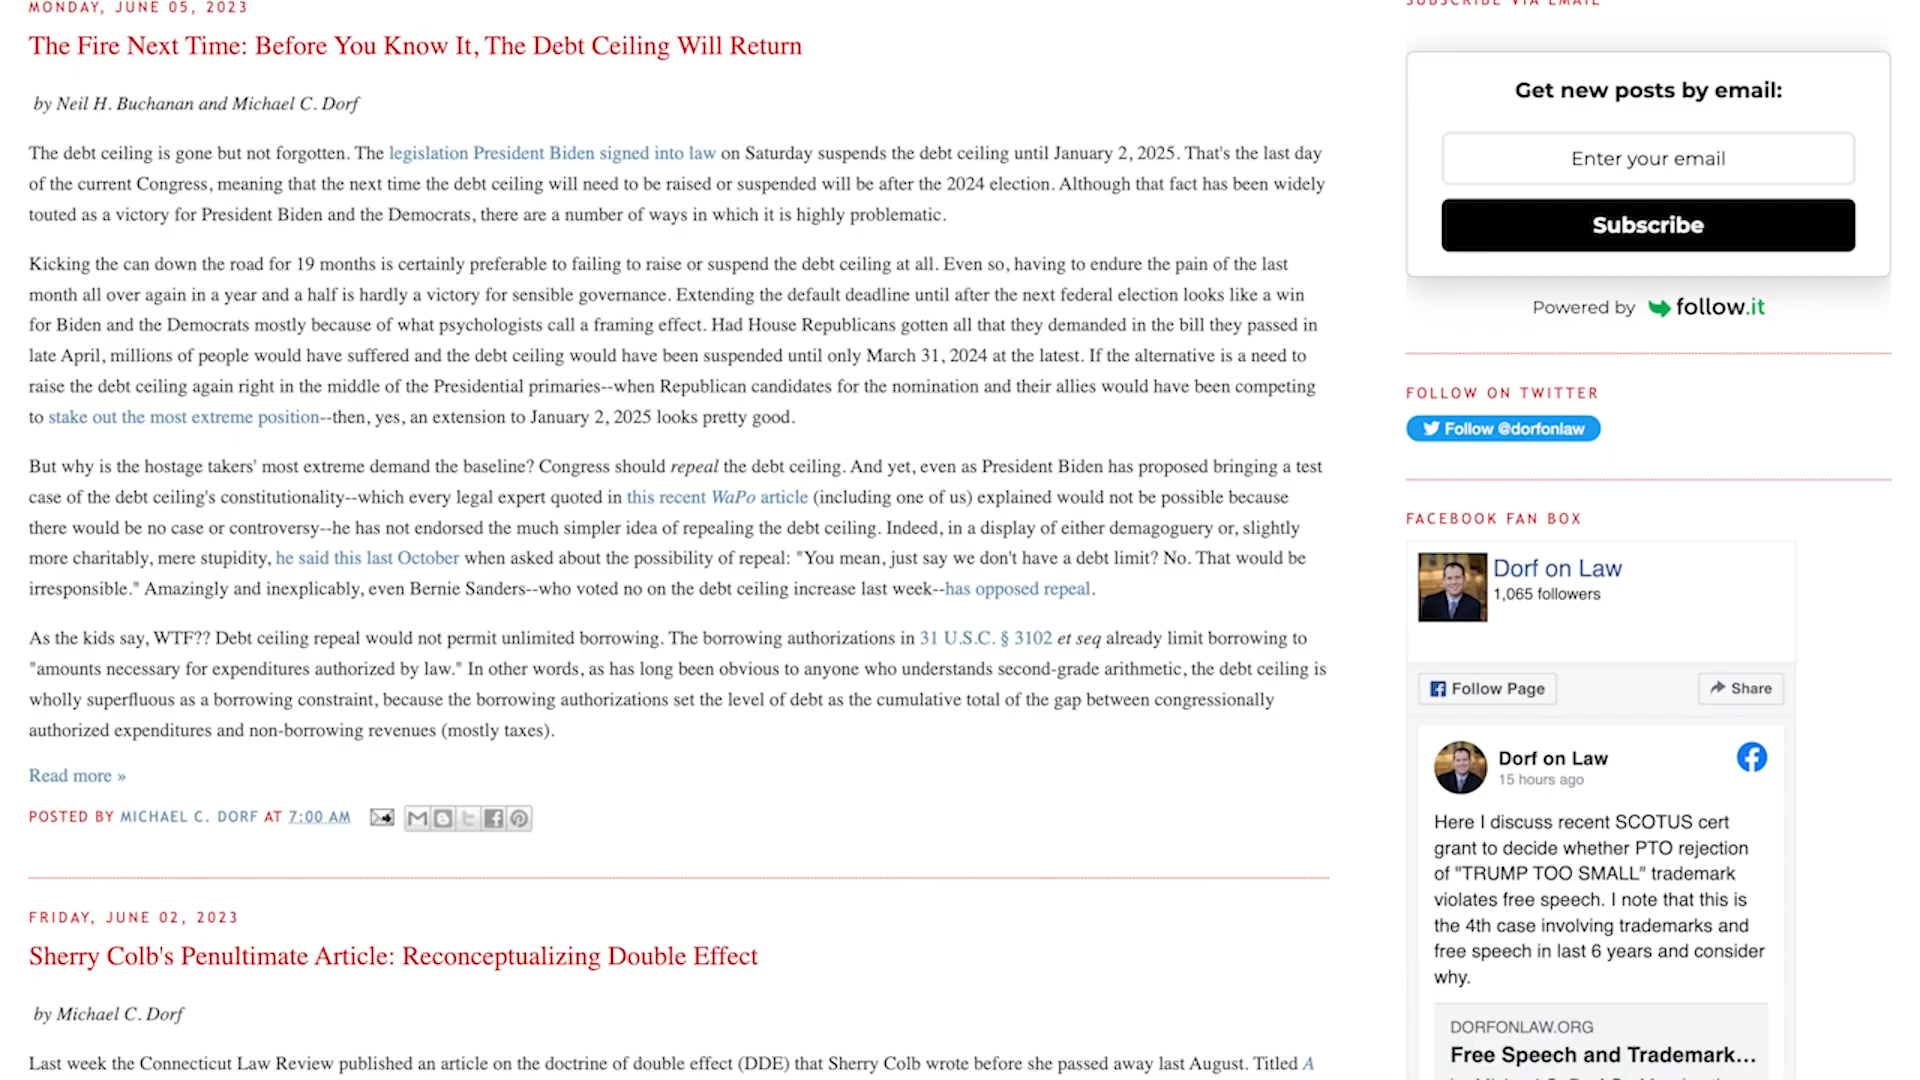 MONDAY, JUNE 05, 2023
The Fire Next Time: Before You Know It, The Debt Ceiling Will Return
by Neil H. Buchanan and Michael C. Dorf
The debt ceiling is gone but not forgotten. The legislation President Biden signed into law on Saturday suspends the debt ceiling until January 2, 2025. That's the last day
of the current Congress, meaning that the next time the debt ceiling will need to be raised or suspended will be after the 2024 election. Although that fact has been widely
touted as a victory for President Biden and the Democrats, there are a number of ways in which it is highly problematic.
Kicking the can down the road for 19 months is certainly preferable to failing to raise or suspend the debt ceiling at all. Even so, having to endure the pain of the last
month all over again in a year and a half is hardly a victory for sensible governance. Extending the default deadline until after the next federal election looks like a win
for Biden and the Democrats mostly because of what psychologists call a framing effect. Had House Republicans gotten all that they demanded in the bill they passed in
late April, millions of people would have suffered and the debt ceiling would have been suspended until only March 31, 2024 at the latest. If the alternative is a need to
raise the debt ceiling again right in the middle of the Presidential primaries--when Republican candidates for the nomination and their allies would have been competing
to stake out the most extreme position--then, yes, an extension to January 2, 2025 looks pretty good.
But why is the hostage takers' most extreme demand the baseline? Congress should repeal the debt ceiling. And yet, even as President Biden has proposed bringing a test
case of the debt ceiling's constitutionality--which every legal expert quoted in this recent WaPo article (including one of us) explained would not be possible because
there would be no case or controversy--he has not endorsed the much simpler idea of repealing the debt ceiling. Indeed, in a display of either demagoguery or, slightly
more charitably, mere stupidity, he said this last October when asked about the possibility of repeal: "You mean, just say we don't have a debt limit? No. That would be
irresponsible." Amazingly and inexplicably, even Bernie Sanders--who voted no on the debt ceiling increase last week--has opposed repeal.
As the kids say, WTF?? Debt ceiling repeal would not permit unlimited borrowing. The borrowing authorizations in 31 U.S.C. § 3102 et seq already limit borrowing to
"amounts necessary for expenditures authorized by law." In other words, as has long been obvious to anyone who understands second-grade arithmetic, the debt ceiling is
wholly superfluous as a borrowing constraint, because the borrowing authorizations set the level of debt as the cumulative total of the gap between congressionally
authorized expenditures and non-borrowing revenues (mostly taxes).
Read more »
POSTED BY MICHAEL C. DORF AT 7:00 AM
FRIDAY, JUNE 02, 2023
Sherry Colb's Penultimate Article: Reconceptualizing Double Effect
by Michael C. Dorf
Last week the Connecticut Law Review published an article on the doctrine of double effect (DDE) that Sherry Colb wrote before she passed away last August. Titled A
SUBSCRIBE VIA EMAIL
Get new posts by email:
Enter your email
Subscribe
Powered by follow.it
FOLLOW ON TWITTER
Follow @dorfonlaw
FACEBOOK FAN BOX
Dorf on Law
1,065 followers
Follow Page
Share
Dorf on Law
15 hours ago
Here I discuss recent SCOTUS cert
grant to decide whether PTO rejection
of "TRUMP TOO SMALL" trademark
violates free speech. I note that this is
the 4th case involving trademarks and
free speech in last 6 years and consider
why.
DORFONLAW.ORG
Free Speech and Trademark...